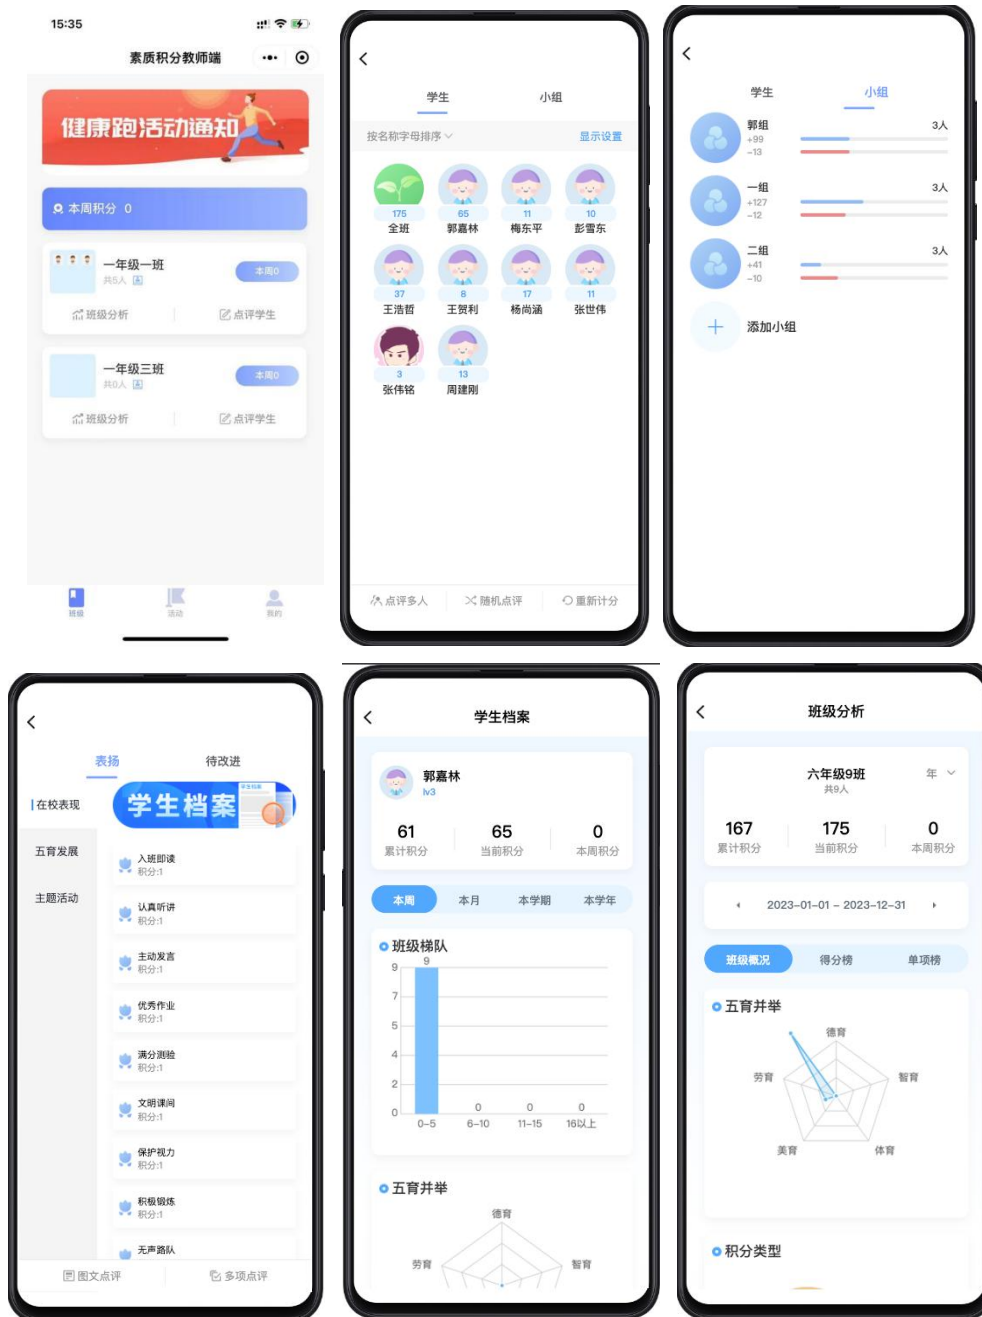 15:35
素质积分教师端
健康跑活动通知
本周积分 0
一年级一班
共5人
本周0
班级分析
点评学生
一年级三班
共0人
本周0
班级分析
点评学生
班级
活动
我的
学生
小组
按名称字母排序
显示设置
175
65
11
10
全班
郭嘉林
梅东平
彭雪东
37
8
17
11
王浩哲
王贺利
杨尚涵
张世伟
3
13
张伟铭
周建刚
点评多人
随机点评
重新计分
学生
小组
郭组
3人
+99
-13
一组
3人
+127
-12
二组
3人
+41
-10
添加小组
表扬
待改进
在校表现
五育发展
主题活动
学生档案
入班即读
积分:1
认真听讲
积分:1
主动发言
积分:1
优秀作业
积分:1
满分测验
积分:1
文明课间
积分:1
保护视力
积分:1
积极锻炼
积分:1
无声路队
图文点评
多项点评
学生档案
郭嘉林
lv3
61
65
0
累计积分
当前积分
本周积分
本周
本月
本学期
本学年
班级梯队
9
9
7
5
4
2
0
0
0
0
0-5
6-10
11-15
16以上
五育并举
德育
劳育
智育
班级分析
六年级9班
年
共9人
167
175
0
累计积分
当前积分
本周积分
2023-01-01 - 2023-12-31
班级概况
得分榜
单项榜
五育并举
德育
劳育
智育
美育
体育
积分类型